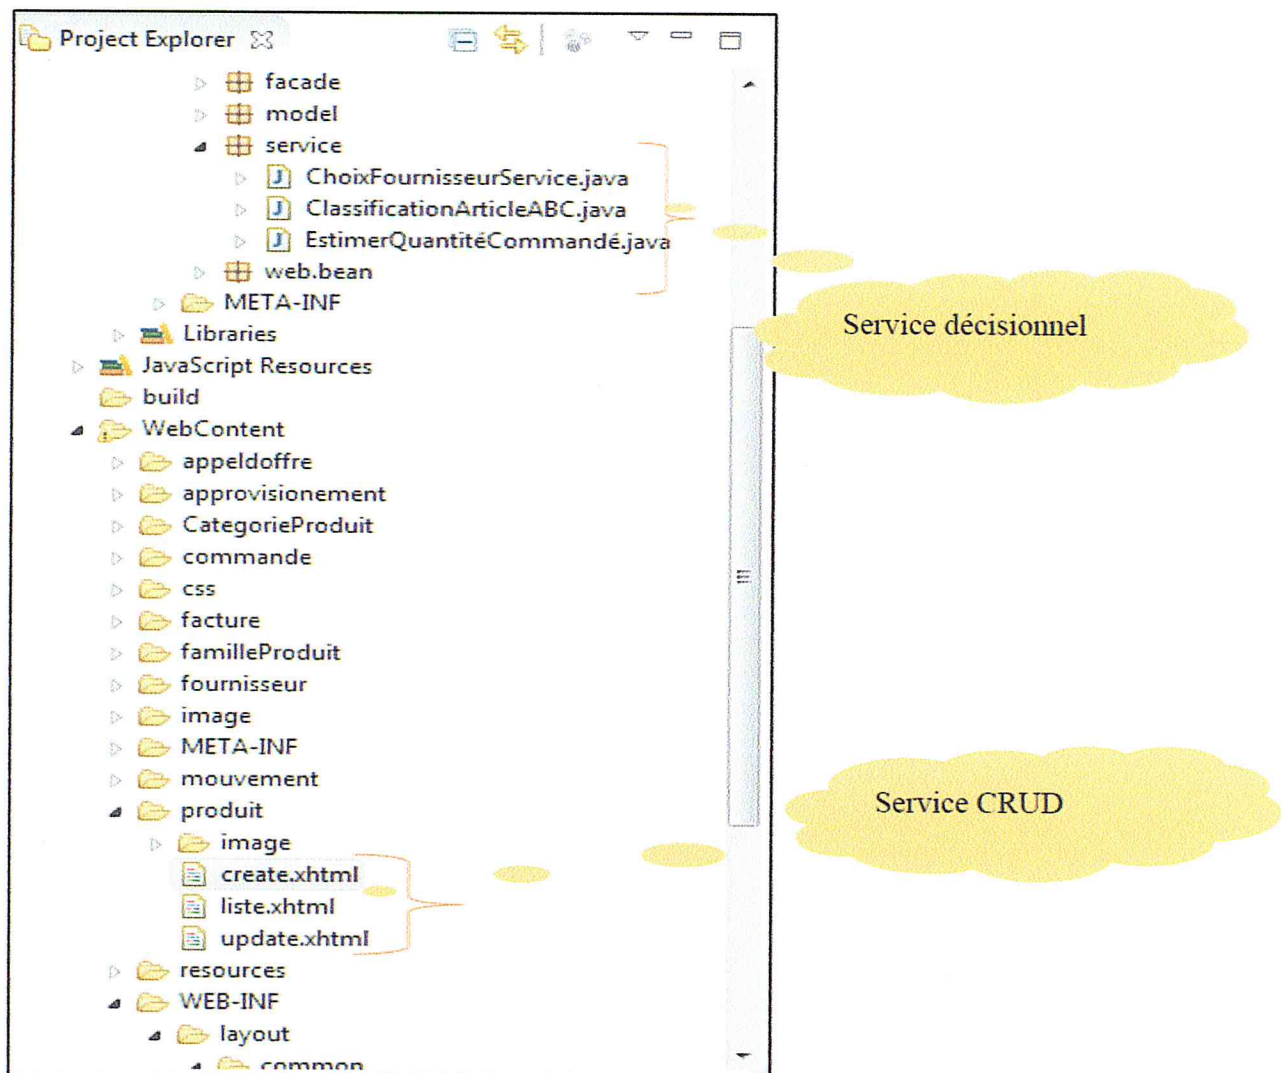 Project Explorer
facade
model
service
ChoixFournisseurService.java
ClassificationArticleABC.java
EstimerQuantitéCommandé.java
web.bean
META-INF
Libraries
JavaScript Resources
build
WebContent
appeldoffre
approvisionement
CategorieProduit
commande
css
facture
familleProduit
fournisseur
image
META-INF
mouvement
produit
image
create.xhtml
liste.xhtml
update.xhtml
resources
WEB-INF
layout
common
Service décisionnel
Service CRUD